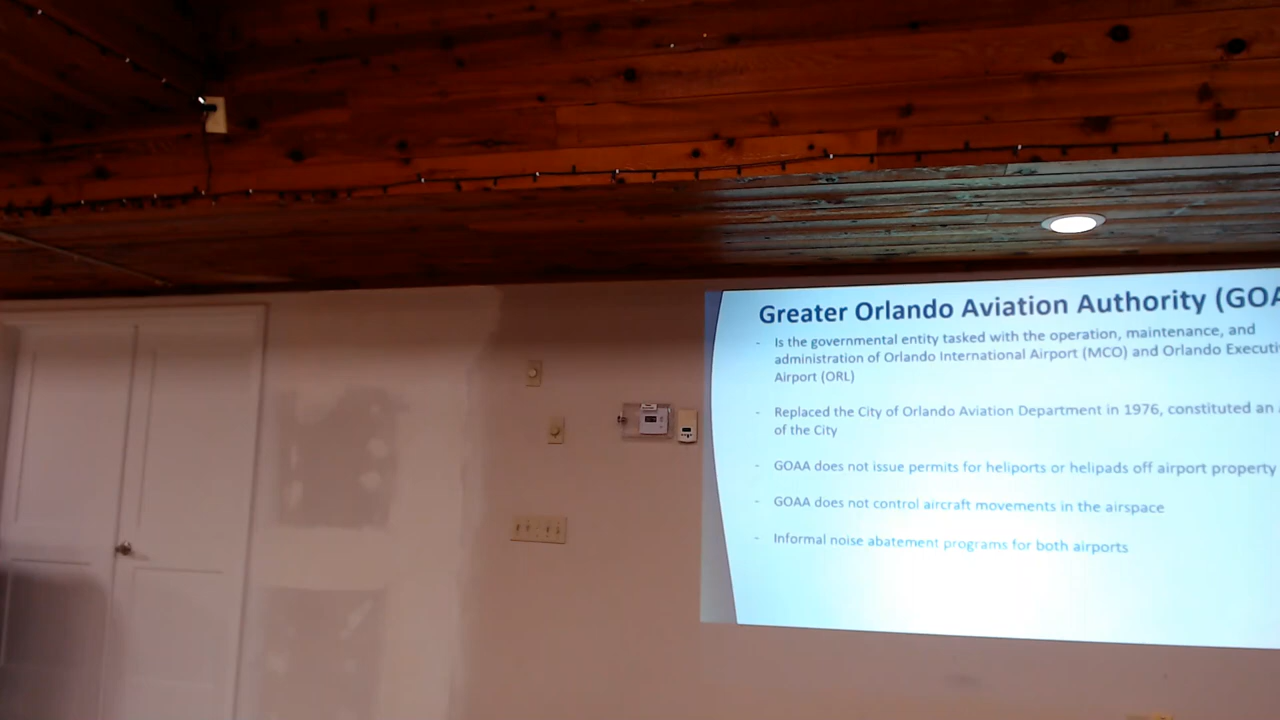 Greater Orlando Aviation Authority (GOA
- Is the governmental entity tasked with the operation, maintenance, and
administration of Orlando International Airport (MCO) and Orlando Executi
Airport (ORL)
- Replaced the City of Orlando Aviation Department in 1976, constituted an
of the City
- GOAA does not issue permits for heliports or helipads off airport property
- GOAA does not control aircraft movements in the airspace
- Informal noise abatement programs for both airports